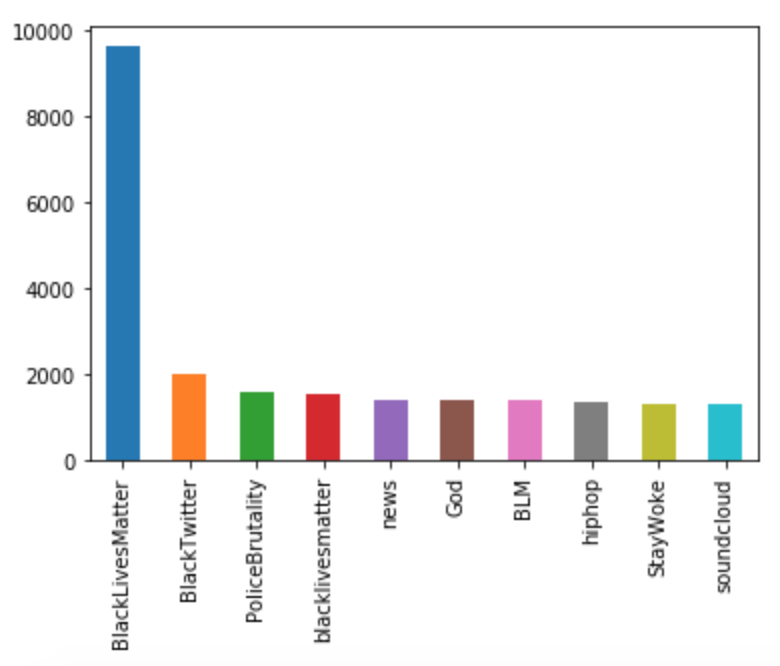 10000
8000
6000
4000
2000
0
BlackLivesMatter
BlackTwitter
PoliceBrutality
blacklivesmatter
news
God
BLM
hiphop
StayWoke
soundcloud